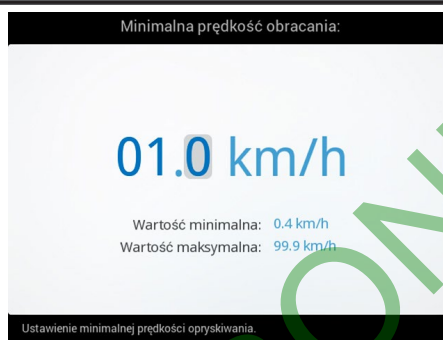 Minimalna prędkość obracania:
01.0 km/h
Wartość minimalna: 0.4 km/h
Wartość maksymalna: 99.9 km/h
Ustawienie minimalnej prędkości opryskiwania.